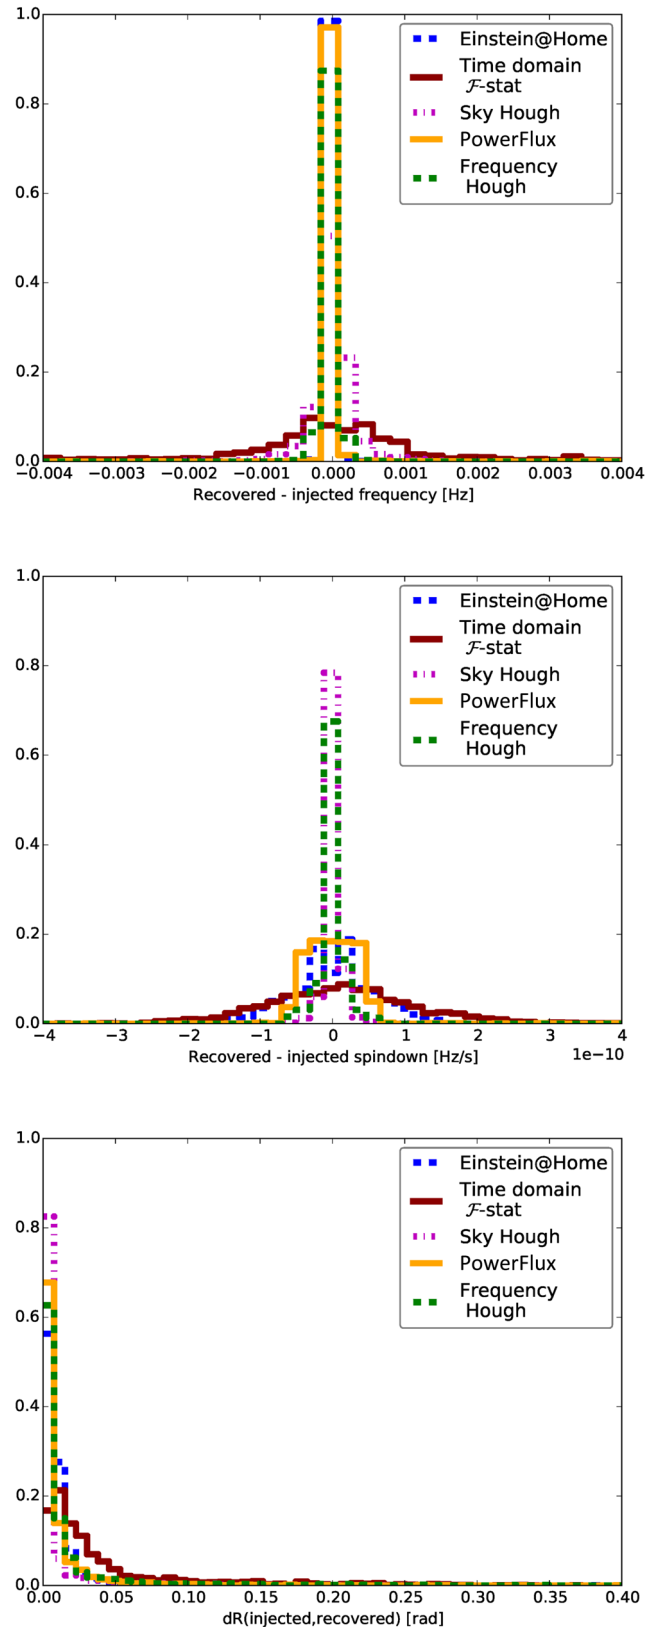 1.0
Einstein@Home
Time domain
ℱ-stat
0.8
Sky Hough
PowerFlux
Frequency
Hough
0.6
0.4
0.2
0.0
−0.004 −0.003 −0.002 −0.001 0.000 0.001 0.002 0.003 0.004
Recovered - injected frequency [Hz]
1.0
Einstein@Home
Time domain
ℱ-stat
0.8
Sky Hough
PowerFlux
Frequency
Hough
0.6
0.4
0.2
0.0
−4 −3 −2 −1 0 1 2 3 4
Recovered - injected spindown [Hz/s] 1e−10
1.0
Einstein@Home
Time domain
ℱ-stat
0.8
Sky Hough
PowerFlux
Frequency
Hough
0.6
0.4
0.2
0.0
0.00 0.05 0.10 0.15 0.20 0.25 0.30 0.35 0.40
dR(injected,recovered) [rad]